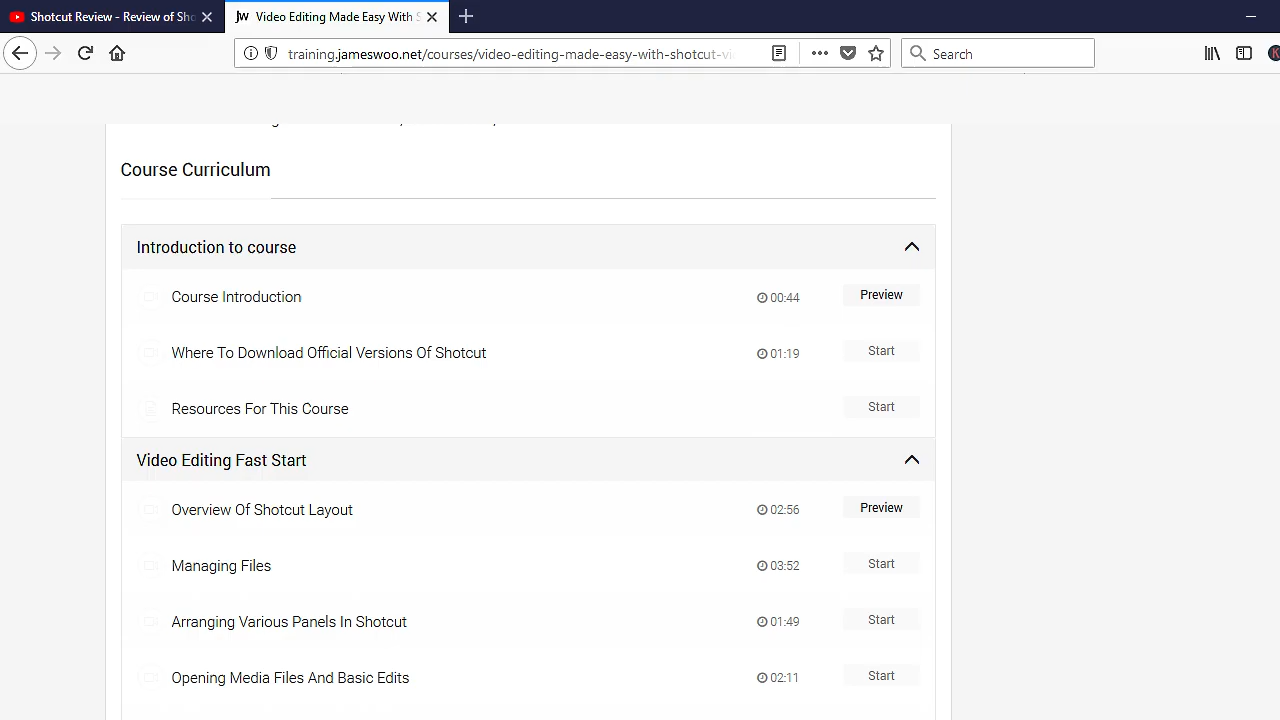 Shotcut Review - Review of Sho
Video Editing Made Easy With S
training.jameswoo.net/courses/video-editing-made-easy-with-shotcut-vi
Search
Course Curriculum
Introduction to course
Course Introduction 00:44 Preview
Where To Download Official Versions Of Shotcut 01:19 Start
Resources For This Course Start
Video Editing Fast Start
Overview Of Shotcut Layout 02:56 Preview
Managing Files 03:52 Start
Arranging Various Panels In Shotcut 01:49 Start
Opening Media Files And Basic Edits 02:11 Start